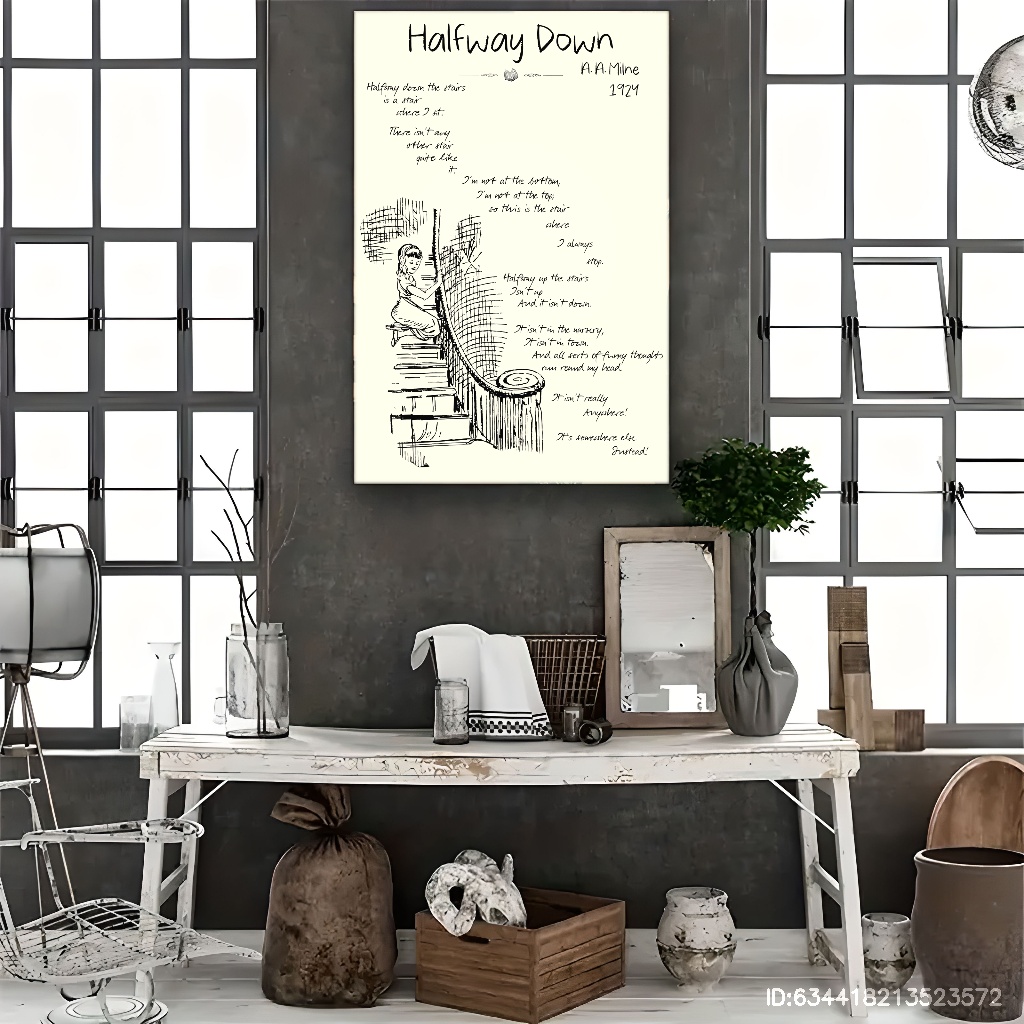 Halfway Down
A.A.Milne
1924
Halfway down the stairs
is a stair
where I sit.
There isn't any
other stair
quite like
it.
I'm not at the bottom,
I'm not at the top;
so this is the stair
where
I always
stop.
Halfway up the stairs
Isn't up
And it isn't down.
It isn't in the nursery,
It isn't in town.
And all sorts of funny thoughts
run round my head.
It isn't really
Anywhere!
It's somewhere else
Instead!
ID:634418213523572